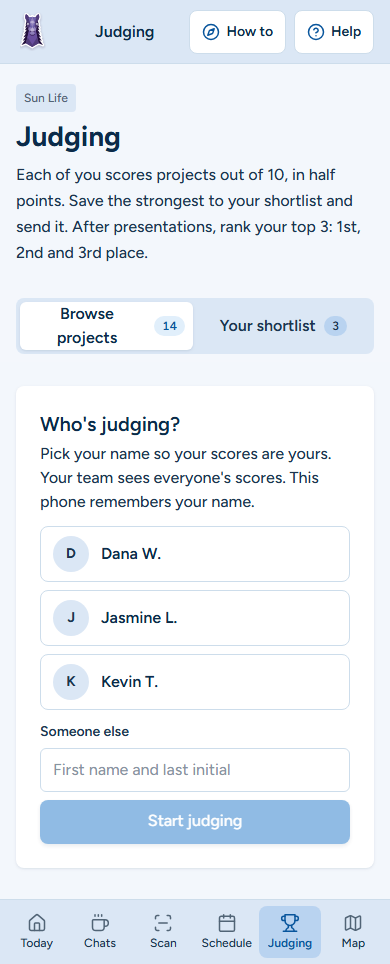 Judging
How to
Help
Sun Life
Judging
Each of you scores projects out of 10, in half
points. Save the strongest to your shortlist and
send it. After presentations, rank your top 3: 1st,
2nd and 3rd place.
Browse
projects
14
Your shortlist
3
Who's judging?
Pick your name so your scores are yours.
Your team sees everyone's scores. This
phone remembers your name.
D
Dana W.
J
Jasmine L.
K
Kevin T.
Someone else
First name and last initial
Start judging
Today
Chats
Scan
Schedule
Judging
Map